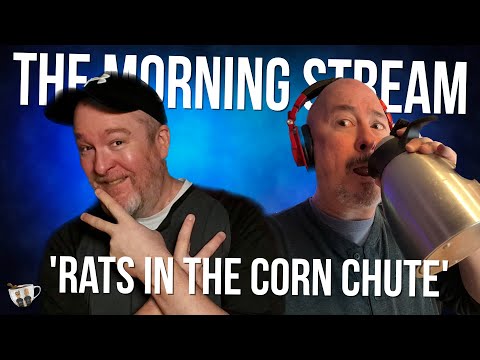 THE MORNING STREAM
'RATS IN THE CORN CHUTE'